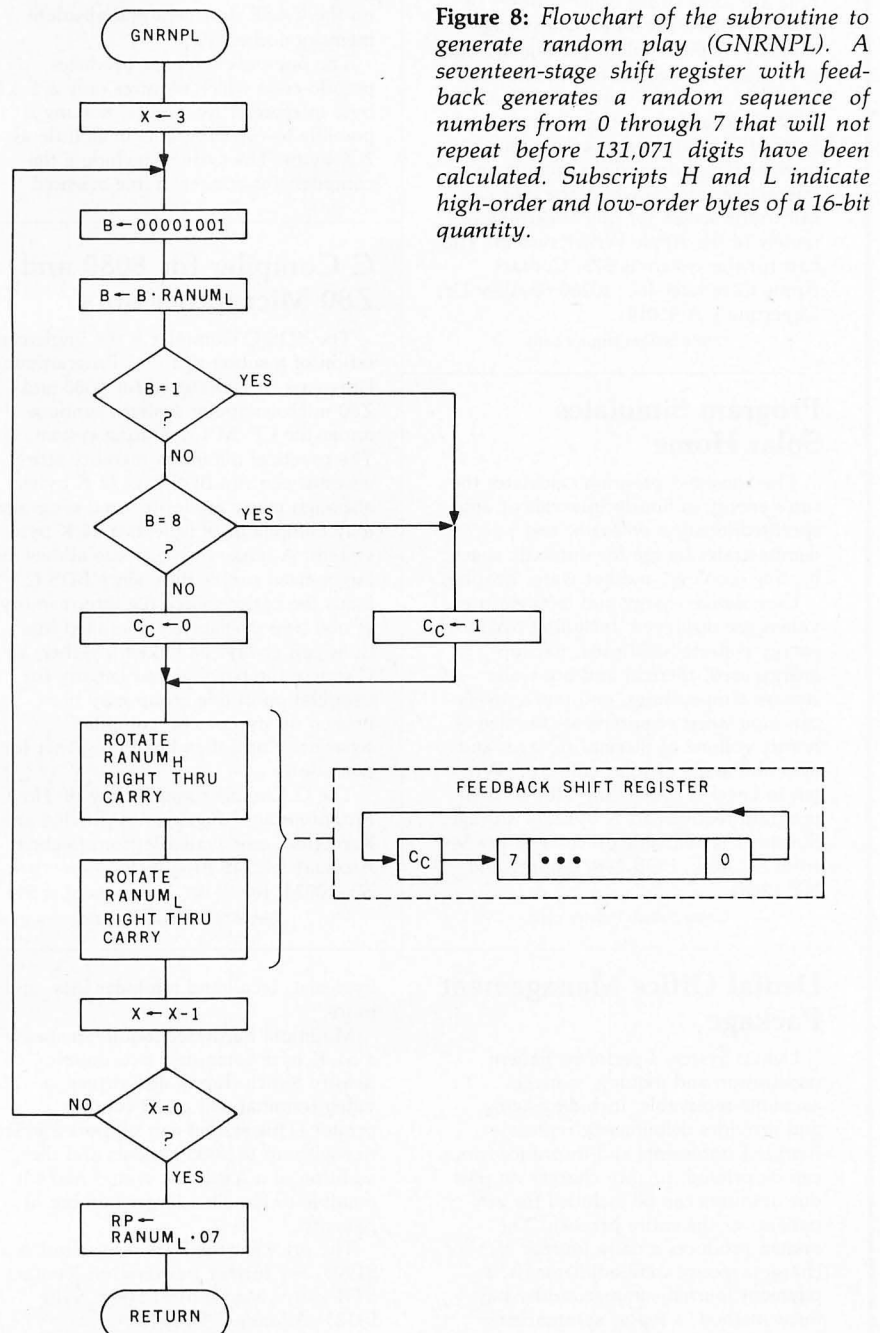 Figure 8: Flowchart of the subroutine to
generate random play (GNRNPL). A
seventeen-stage shift register with feed-
back generates a random sequence of
numbers from 0 through 7 that will not
repeat before 131,071 digits have been
calculated. Subscripts H and L indicate
high-order and low-order bytes of a 16-bit
quantity.
GNRNPL
X ← 3
B ← 00001001
B ← B · RANUM_L
B = 1
?
YES
NO
B = 8
?
YES
NO
C_C ← 0
C_C ← 1
ROTATE
RANUM_H
RIGHT THRU
CARRY
FEEDBACK SHIFT REGISTER
C_C
7 ••• 0
ROTATE
RANUM_L
RIGHT THRU
CARRY
X ← X-1
NO
X = 0
?
YES
RP ←
RANUM_L · 07
RETURN